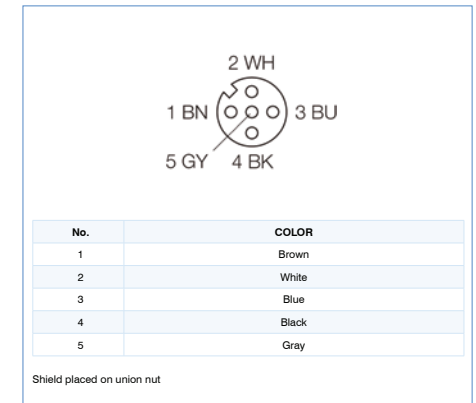 2 WH
1 BN
3 BU
5 GY
4 BK
No. COLOR
1 Brown
2 White
3 Blue
4 Black
5 Gray
Shield placed on union nut